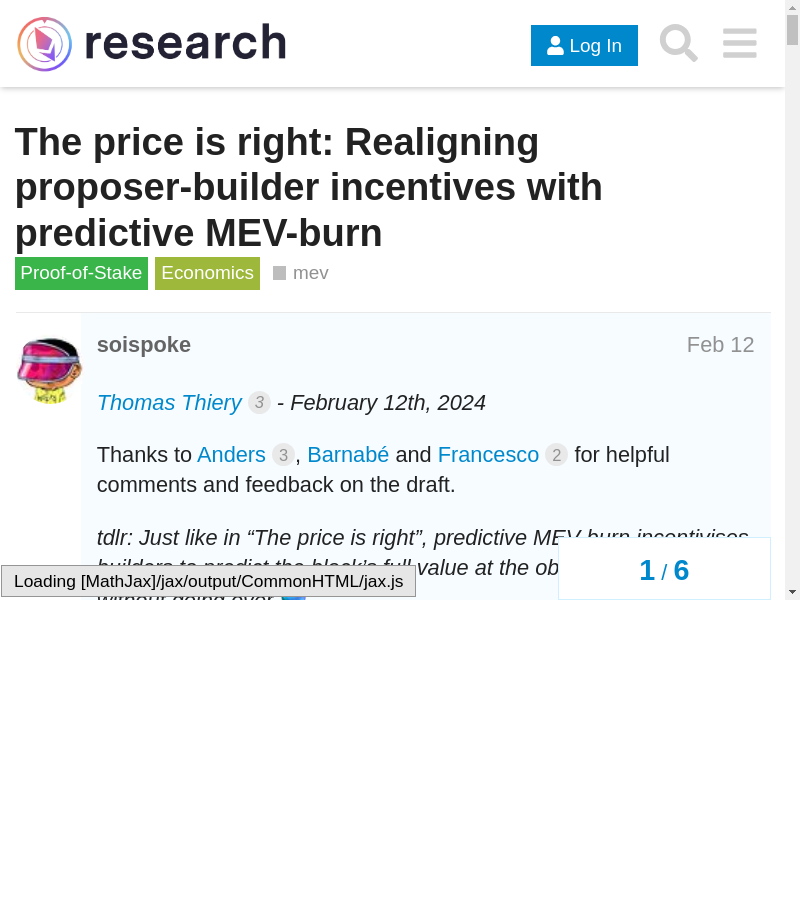 research
Log In
The price is right: Realigning
proposer-builder incentives with
predictive MEV-burn
Proof-of-Stake Economics mev
soispoke Feb 12
Thomas Thiery 3 - February 12th, 2024
Thanks to Anders 3, Barnabé and Francesco 2 for helpful
comments and feedback on the draft.
tdlr: Just like in “The price is right”, predictive MEV-burn incentivises
builders to predict the block’s full value at the ob
without going over
1 / 6
Loading [MathJax]/jax/output/CommonHTML/jax.js